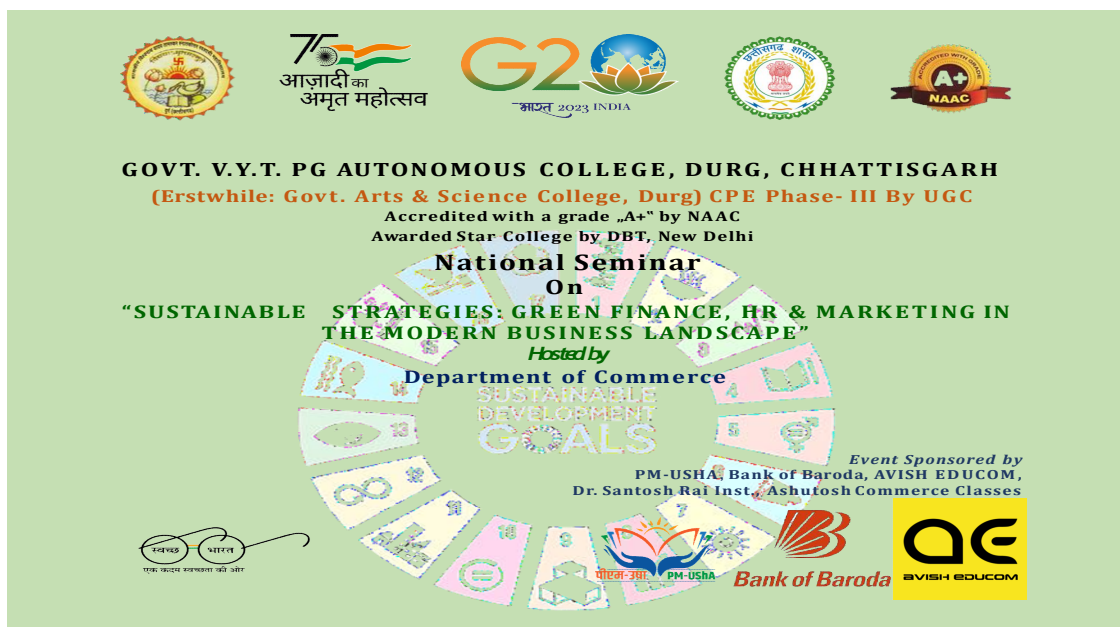 आज़ादी का
अमृत महोत्सव
G20
भारत 2023 INDIA
छत्तीसगढ़ शासन
ACCREDITED WITH GRADE
A+
NAAC
GOVT. V.Y.T. PG AUTONOMOUS COLLEGE, DURG, CHHATTISGARH
(Erstwhile: Govt. Arts & Science College, Durg) CPE Phase- III By UGC
Accredited with a grade „A+‟ by NAAC
Awarded Star College by DBT, New Delhi
National Seminar
On
“SUSTAINABLE STRATEGIES: GREEN FINANCE, HR & MARKETING IN
THE MODERN BUSINESS LANDSCAPE”
Hosted by
Department of Commerce
SUSTAINABLE
DEVELOPMENT
GOALS
Event Sponsored by
PM-USHA, Bank of Baroda, AVISH EDUCOM,
Dr. Santosh Rai Inst., Ashutosh Commerce Classes
स्वच्छ भारत
एक कदम स्वच्छता की ओर
पीएम-उषा. PM-UShA
Bank of Baroda
AVISH EDUCOM